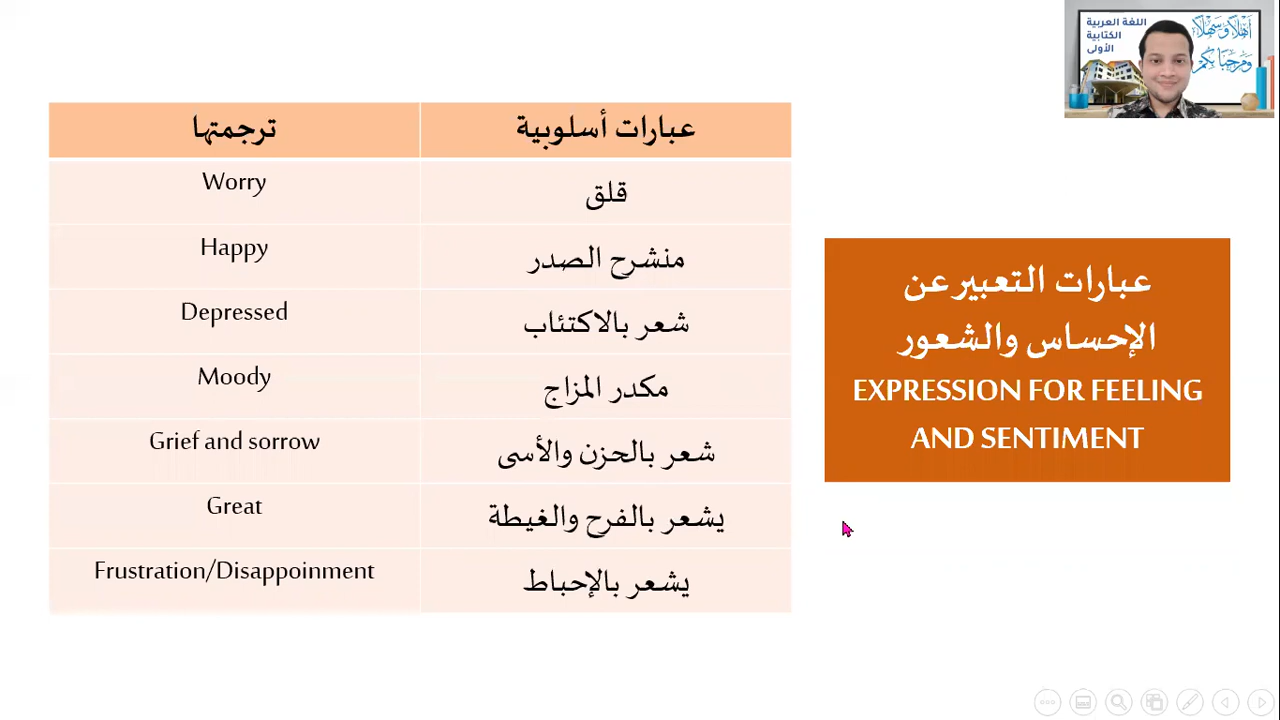 اللغة العربية
الكتابية
الأولى
أهلا وسهلا
ومرحبا بكم
عبارات أسلوبية ترجمتها
قلق Worry
منشرح الصدر Happy
شعر بالاكتئاب Depressed
مكدر المزاج Moody
شعر بالحزن والأسى Grief and sorrow
يشعر بالفرح والغيطة Great
يشعر بالإحباط Frustration/Disappoinment
عبارات التعبير عن
الإحساس والشعور
EXPRESSION FOR FEELING
AND SENTIMENT